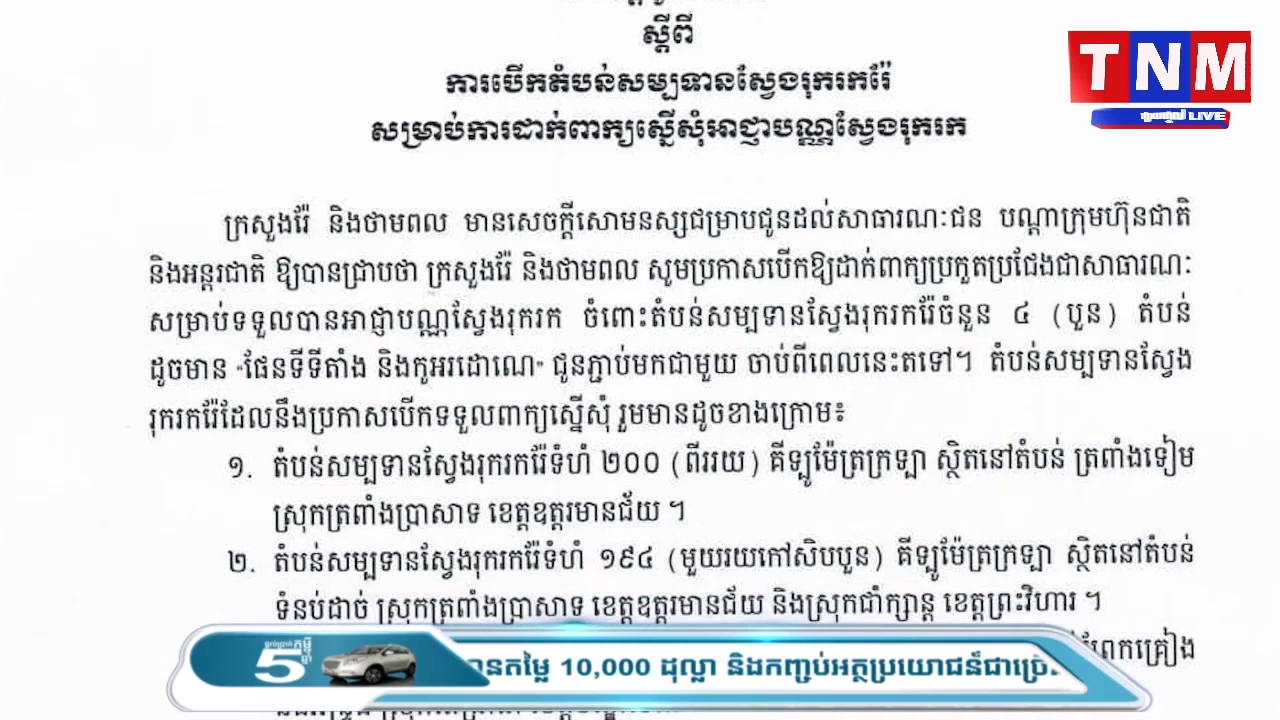 ស្តីពី
ការបើកតំបន់សម្បទានស្វែងរុករករ៉ែ
សម្រាប់ការដាក់ពាក្យស្នើសុំអាជ្ញាបណ្ណស្វែងរុករក
TNM
LIVE
ក្រសួងរ៉ែ និងថាមពល មានសេចក្តីសោមនស្សជម្រាបជូនដល់សាធារណៈជន បណ្តាក្រុមហ៊ុនជាតិ
និងអន្តរជាតិ ឱ្យបានជ្រាបថា ក្រសួងរ៉ែ និងថាមពល សូមប្រកាសបើកឱ្យដាក់ពាក្យប្រកួតប្រជែងជាសាធារណៈ
សម្រាប់ទទួលបានអាជ្ញាបណ្ណស្វែងរុករក ចំពោះតំបន់សម្បទានស្វែងរុករករ៉ែចំនួន ៤ (បួន) តំបន់
ដូចមាន “ផែនទីទីតាំង និងកូអរដោណេ” ជូនភ្ជាប់មកជាមួយ ចាប់ពីពេលនេះតទៅ។ តំបន់សម្បទានស្វែង
រុករករ៉ែដែលនឹងប្រកាសបើកទទួលពាក្យស្នើសុំ រួមមានដូចខាងក្រោម៖
១. តំបន់សម្បទានស្វែងរុករករ៉ែទំហំ ២០០ (ពីររយ) គីឡូម៉ែត្រក្រឡា ស្ថិតនៅតំបន់ ត្រពាំងទៀម
ស្រុកត្រពាំងប្រាសាទ ខេត្តឧត្តរមានជ័យ ។
២. តំបន់សម្បទានស្វែងរុករករ៉ែទំហំ ១៩៤ (មួយរយកៅសិបបួន) គីឡូម៉ែត្រក្រឡា ស្ថិតនៅតំបន់
ទំនប់ដាច់ ស្រុកត្រពាំងប្រាសាទ ខេត្តឧត្តរមានជ័យ និងស្រុកជាំក្សាន្ត ខេត្តព្រះវិហារ ។
5 ានតម្លៃ 10,000 ដុល្លា និងកញ្ចប់អត្ថប្រយោជន៍ជាច្រើ